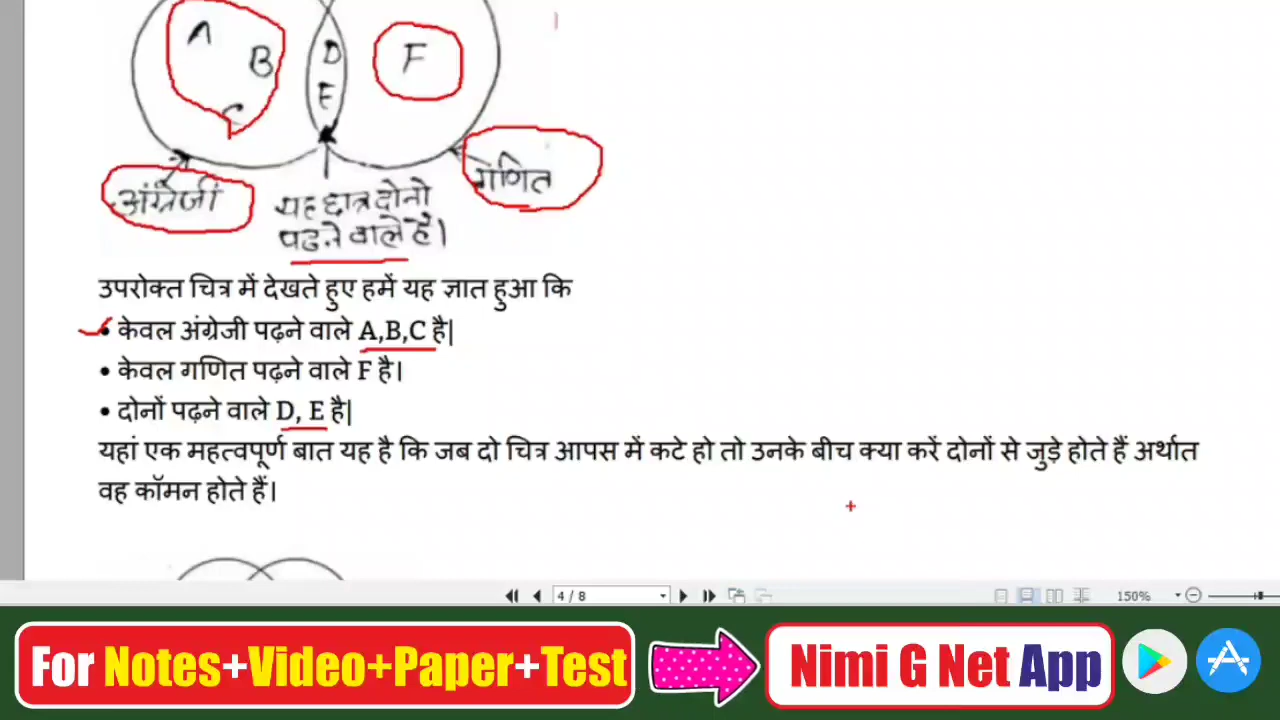 A
B
C
D
E
F
अंग्रेजी
यह छात्र दोनो
पढने वाले है।
गणित
उपरोक्त चित्र में देखते हुए हमें यह ज्ञात हुआ कि
• केवल अंग्रेजी पढ़ने वाले A,B,C है|
• केवल गणित पढ़ने वाले F है।
• दोनों पढ़ने वाले D, E है|
यहां एक महत्वपूर्ण बात यह है कि जब दो चित्र आपस में कटे हो तो उनके बीच क्या करें दोनों से जुड़े होते हैं अर्थात
वह कॉमन होते हैं।
4 / 8
150%
For Notes+Video+Paper+Test
Nimi G Net App